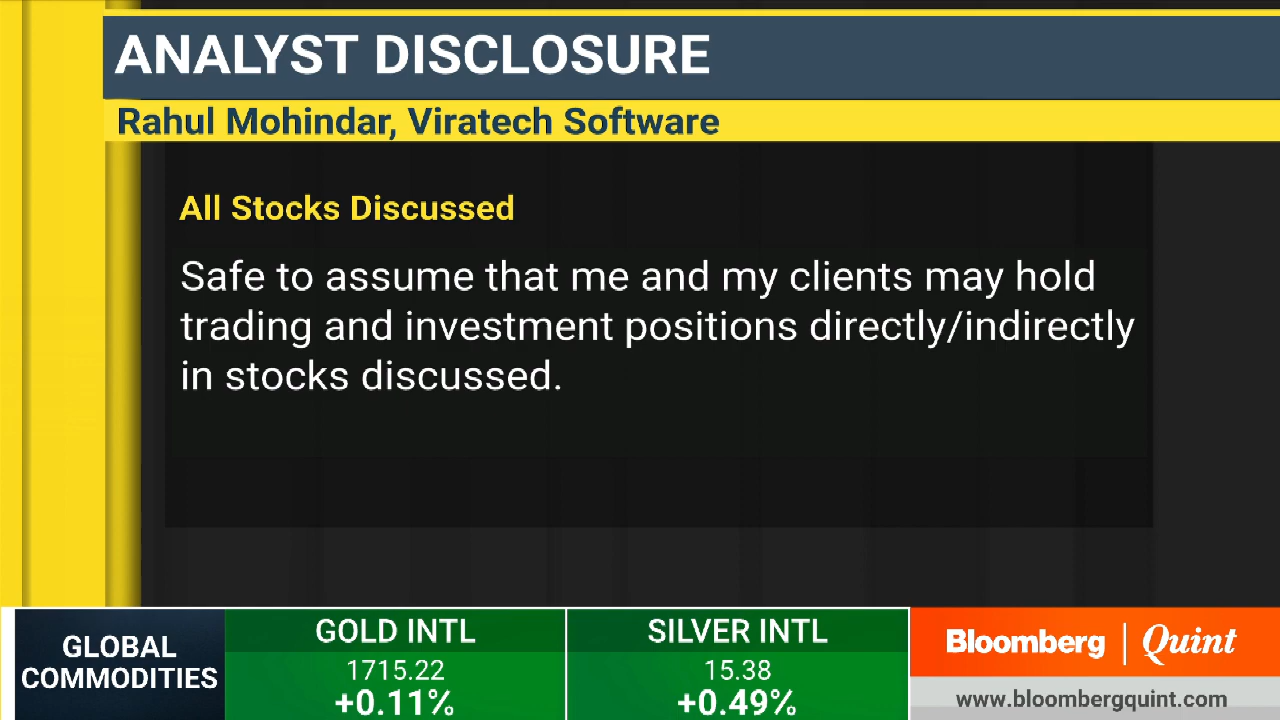 ANALYST DISCLOSURE
Rahul Mohindar, Viratech Software
All Stocks Discussed
Safe to assume that me and my clients may hold
trading and investment positions directly/indirectly
in stocks discussed.
GLOBAL
COMMODITIES
GOLD INTL
1715.22
+0.11%
SILVER INTL
15.38
+0.49%
Bloomberg | Quint
www.bloombergquint.com